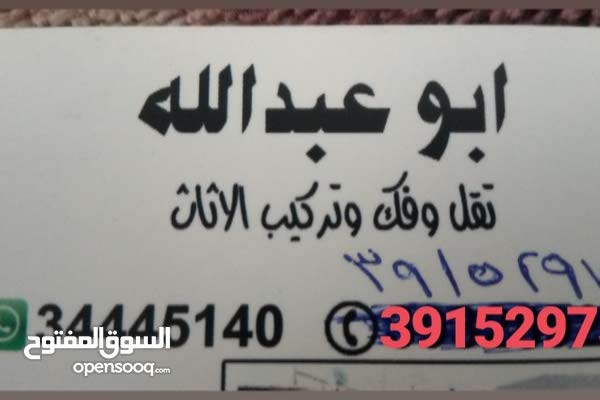 ابو عبدالله
نقل وفك وتركيب الاثاث
٣٩١٥٢٩٧
34445140
3915297
السوق المفتوح
opensooq.com